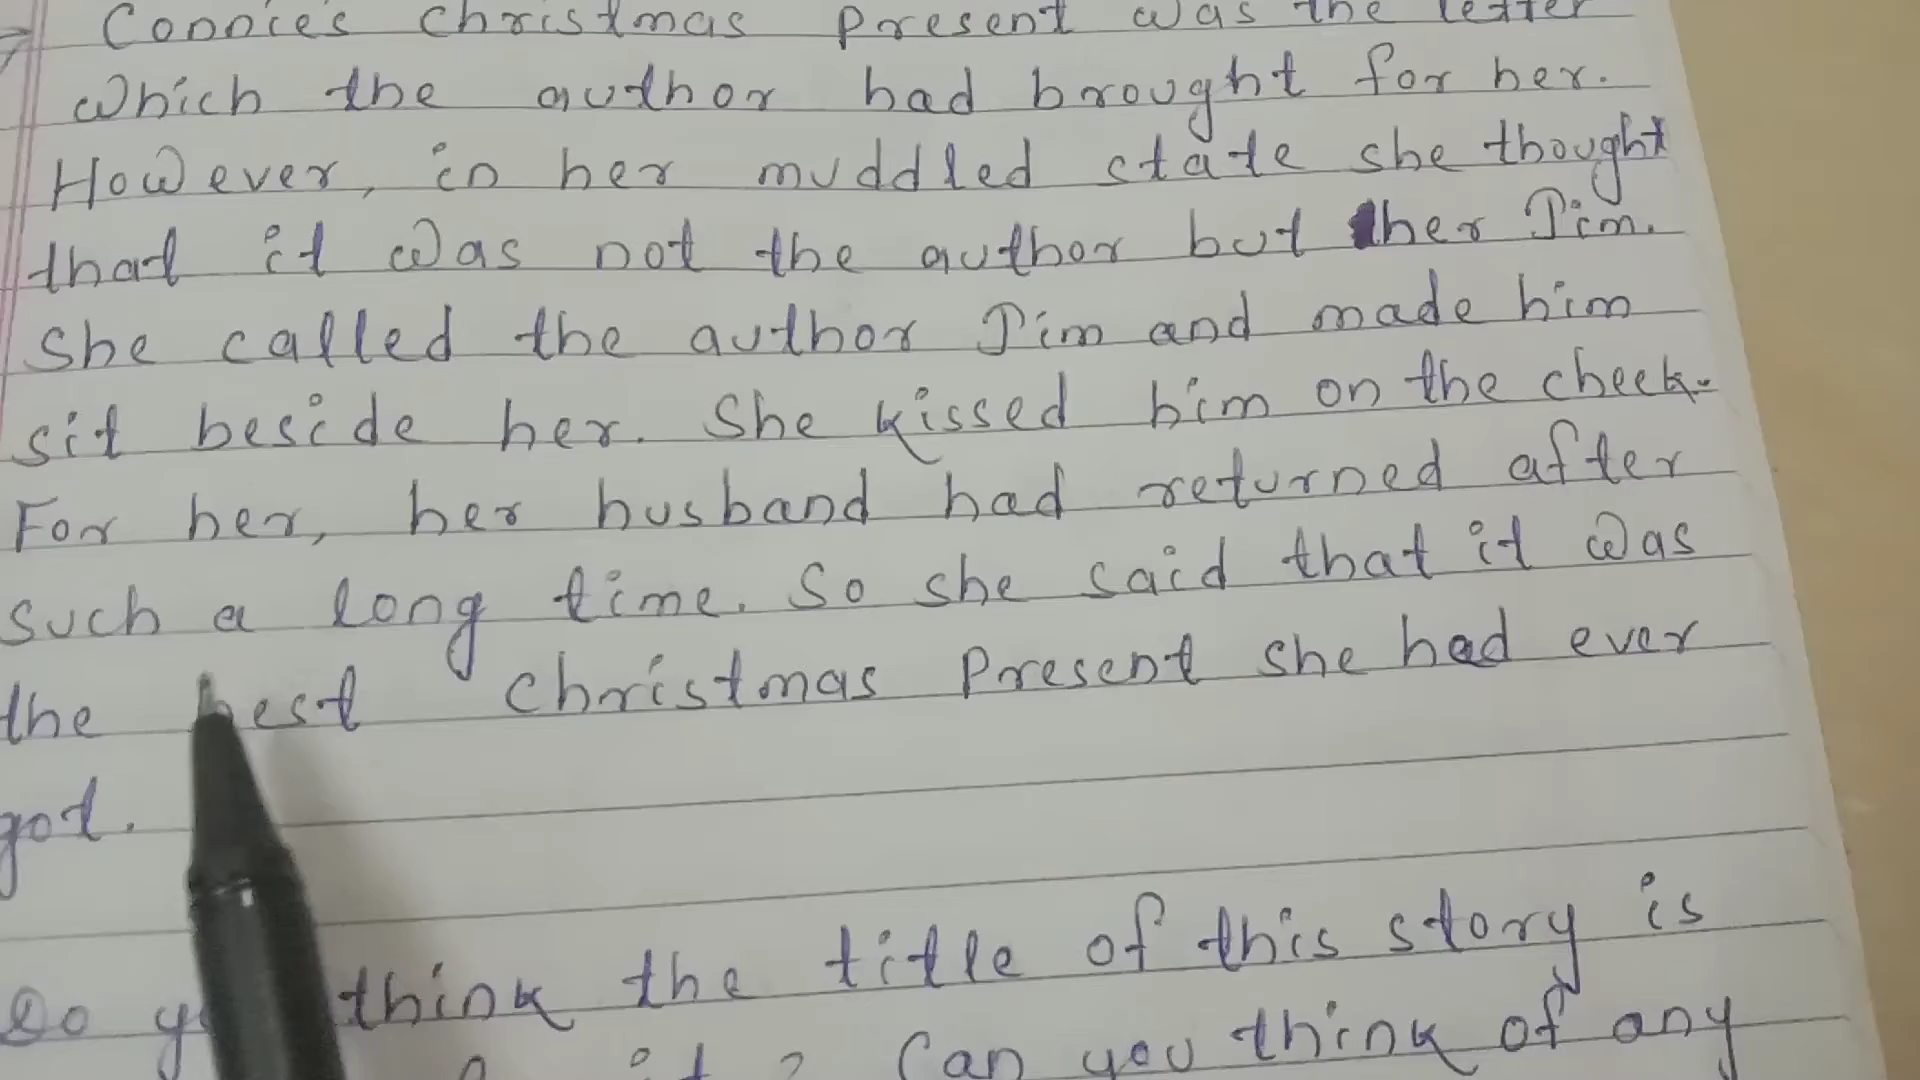 Connie's Christmas Present was the letter
which the author had brought for her.
However, in her muddled state she thought
that it was not the author but her Jim.
She called the author Jim and made him
sit beside her. She kissed him on the cheek.
For her, her husband had returned after
such a long time. So she said that it was
the best christmas Present she had ever
got.
Do you think the title of this story is
it? Can you think of any